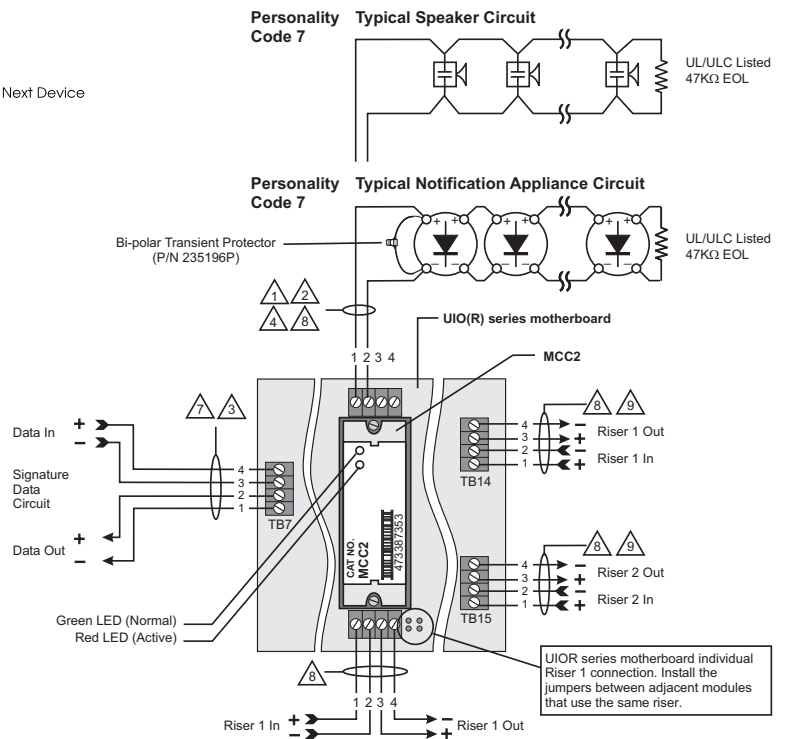 Personality Typical Speaker Circuit
Code 7
UL/ULC Listed
47KΩ EOL
Next Device
Personality Typical Notification Appliance Circuit
Code 7
+ +
+ +
+ +
− −
− −
− −
Bi-polar Transient Protector
(P/N 235196P)
UL/ULC Listed
47KΩ EOL
1 2
4 8
UIO(R) series motherboard
1 2 3 4
MCC2
7 3
8 9
Data In
+
−
Signature
Data
Circuit
Data Out
+
−
4
3
2
1
TB7
4 − Riser 1 Out
3 +
2 − Riser 1 In
1 +
TB14
CAT NO.
MCC2
473387353
8 9
4 − Riser 2 Out
3 +
2 − Riser 2 In
1 +
TB15
Green LED (Normal)
Red LED (Active)
8
1 2 3 4
Riser 1 In + −
− + Riser 1 Out
UIOR series motherboard individual
Riser 1 connection. Install the
jumpers between adjacent modules
that use the same riser.